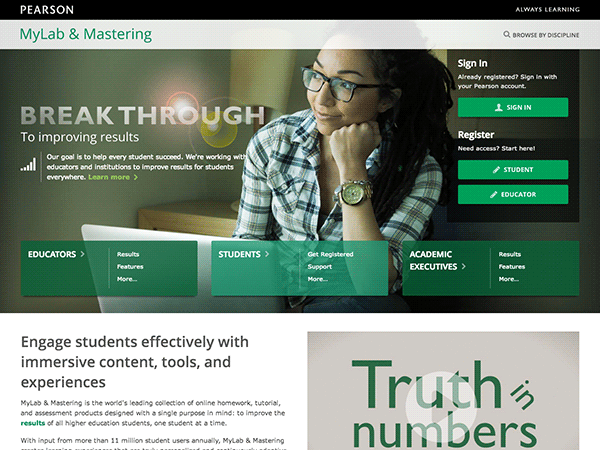 PEARSON
ALWAYS LEARNING
MyLab & Mastering
BROWSE BY DISCIPLINE
BREAKTHROUGH
To improving results
Our goal is to help every student succeed. We're working with
educators and institutions to improve results for students
everywhere. Learn more >
Sign In
Already registered? Sign in with
your Pearson account.
SIGN IN
Register
Need access? Start here!
STUDENT
EDUCATOR
EDUCATORS >
Results
Features
More...
STUDENTS >
Get Registered
Support
More...
ACADEMIC
EXECUTIVES >
Results
Features
More...
Engage students effectively with
immersive content, tools, and
experiences
MyLab & Mastering is the world's leading collection of online homework, tutorial,
and assessment products designed with a single purpose in mind: to improve the
results of all higher education students, one student at a time.
With input from more than 11 million student users annually, MyLab & Mastering
Truth in
numbers